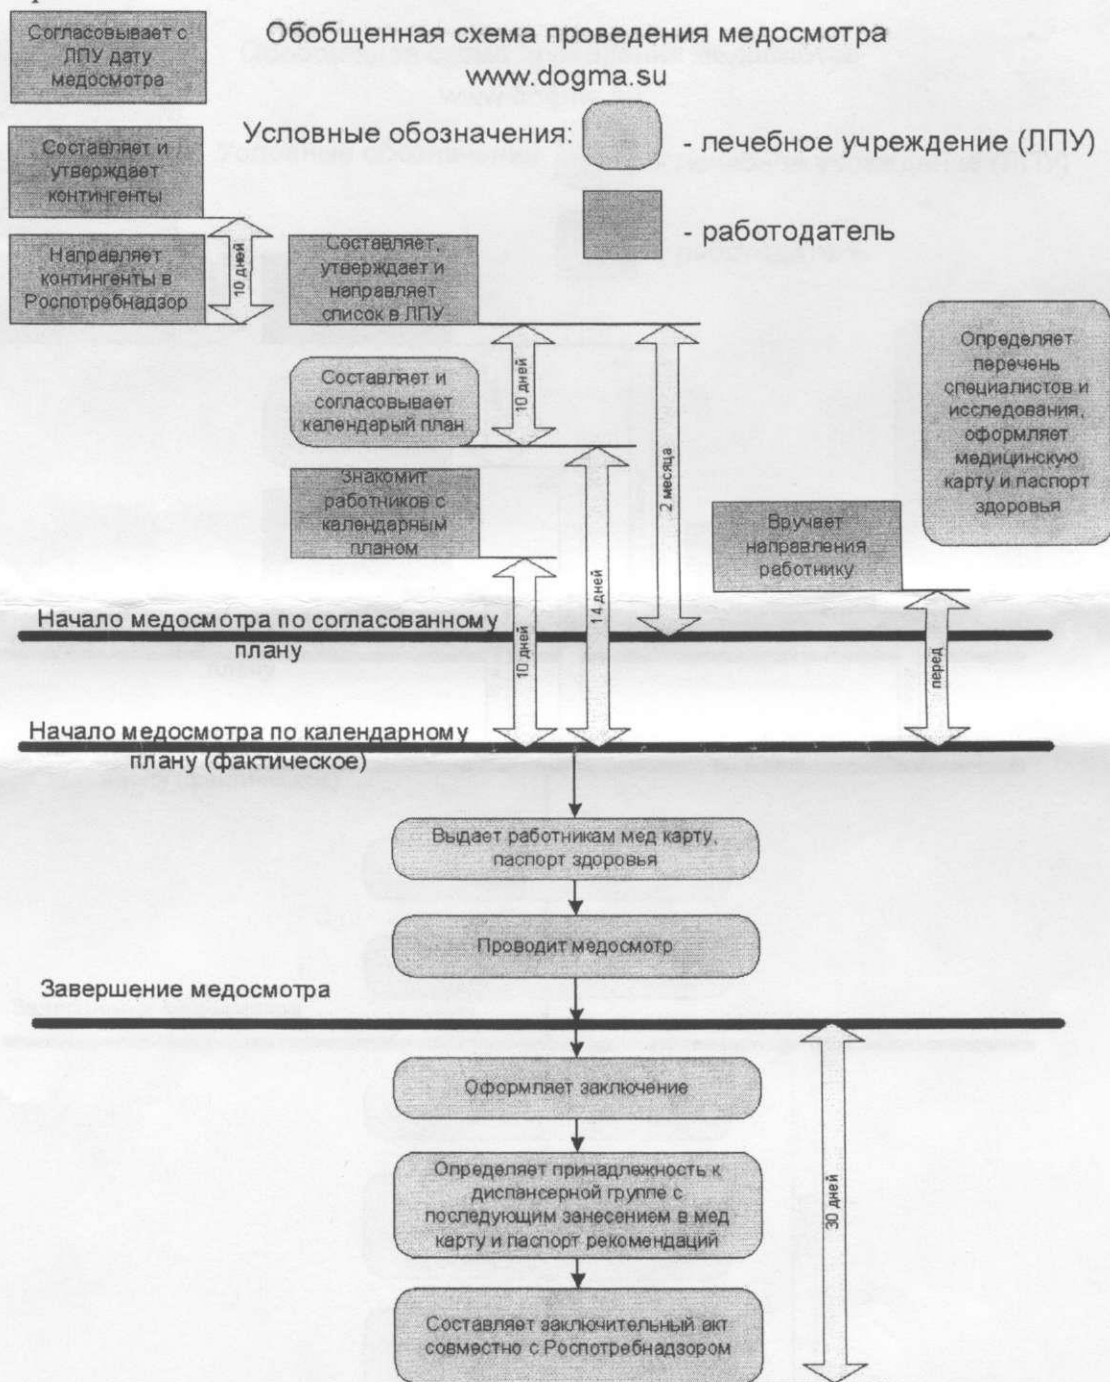 Согласовывает с
ЛПУ дату
медосмотра
Обобщенная схема проведения медосмотра
www.dogma.su
Условные обозначения:
- лечебное учреждение (ЛПУ)
- работодатель
Составляет и
утверждает
контингенты
Направляет
контингенты в
Роспотребнадзор
10 дней
Составляет,
утверждает и
направляет
список в ЛПУ
10 дней
Составляет и
согласовывает
календарый план
Знакомит
работников с
календарным
планом
10 дней
14 дней
2 месяца
Вручает
направления
работнику
перед
Определяет
перечень
специалистов и
исследования,
оформляет
медицинскую
карту и паспорт
здоровья
Начало медосмотра по согласованному
плану
Начало медосмотра по календарному
плану (фактическое)
Выдает работникам мед карту,
паспорт здоровья
Проводит медосмотр
Завершение медосмотра
Оформляет заключение
Определяет принадлежность к
диспансерной группе с
последующим занесением в мед
карту и паспорт рекомендаций
Составляет заключительный акт
совместно с Роспотребнадзором
30 дней